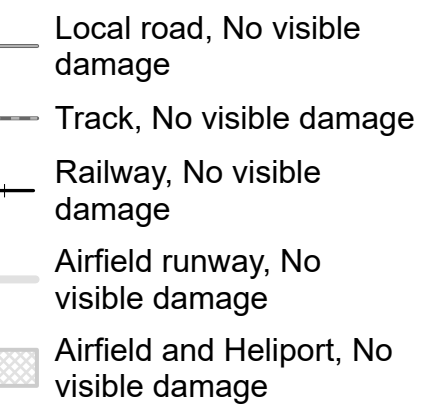 Local road, No visible
damage
Track, No visible damage
Railway, No visible
damage
Airfield runway, No
visible damage
Airfield and Heliport, No
visible damage